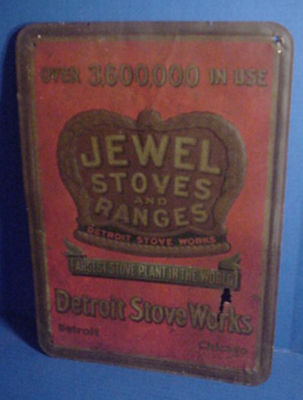 OVER 3,600,000 IN USE
JEWEL
STOVES
AND
RANGES
DETROIT STOVE WORKS
LARGEST STOVE PLANT IN THE WORLD
Detroit Stove Works
Detroit Chicago